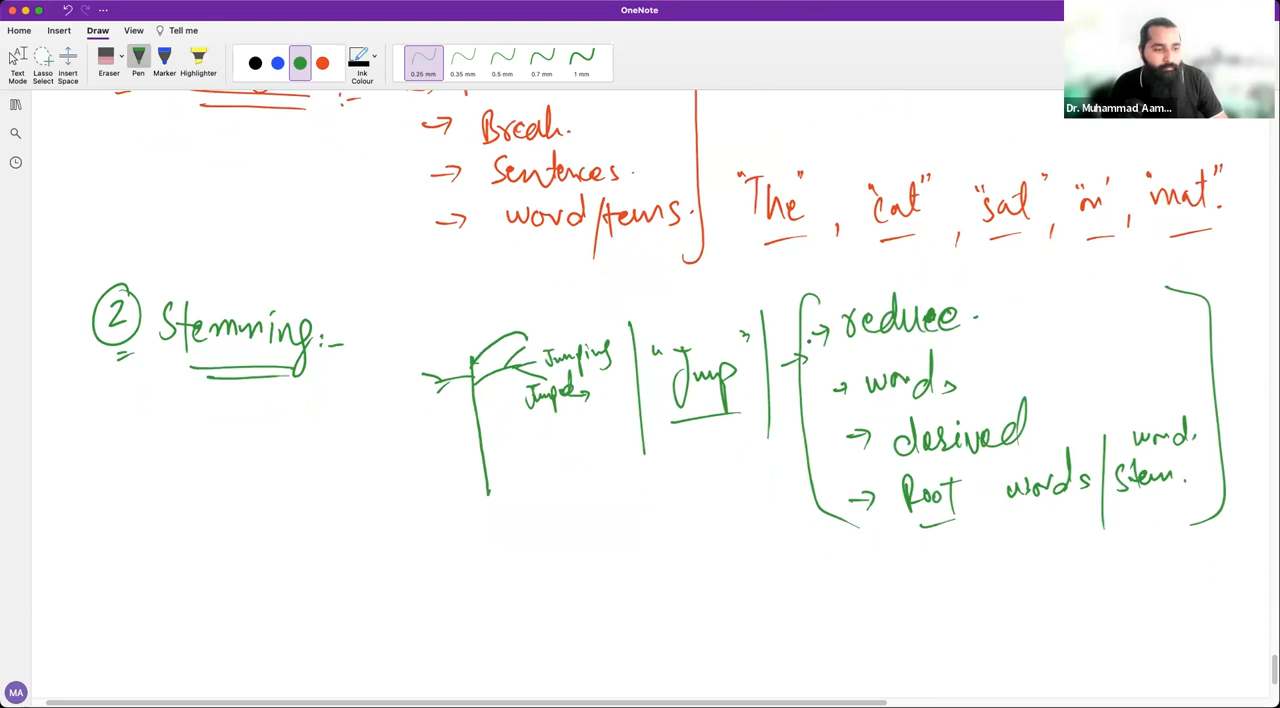 OneNote
Home Insert Draw View Tell me
Text Mode
Lasso Select
Insert Space
Eraser
Pen
Marker
Highlighter
Ink Colour
0.25 mm
0.35 mm
0.5 mm
0.7 mm
1 mm
Dr. Muhammad Aam...
→ Break.
→ Sentences.
→ word/tems.
"The", "cat", "sat", "on", "mat."
② Stemming:-
Jumping
Jumped
"Jump"
→ reduce.
→ words
→ desived word.
→ Root words | stem.
MA